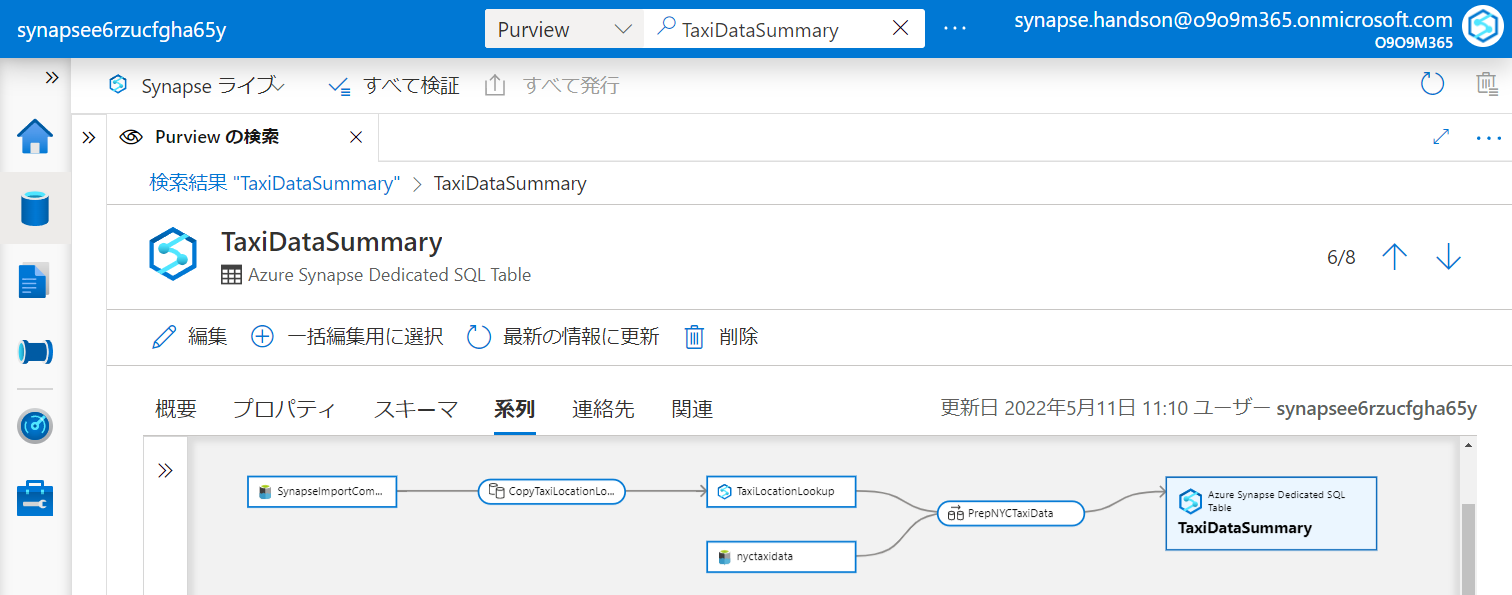 synapsee6rzucfgha65y
Purview
TaxiDataSummary
synapse.handson@o9o9m365.onmicrosoft.com
O9O9M365
Synapse ライブ
すべて検証
すべて発行
Purview の検索
検索結果 "TaxiDataSummary" > TaxiDataSummary
TaxiDataSummary
Azure Synapse Dedicated SQL Table
6/8
編集
一括編集用に選択
最新の情報に更新
削除
概要
プロパティ
スキーマ
系列
連絡先
関連
更新日 2022年5月11日 11:10 ユーザー synapsee6rzucfgha65y
SynapseImportCom...
CopyTaxiLocationLo...
TaxiLocationLookup
nyctaxidata
PrepNYCTaxiData
Azure Synapse Dedicated SQL
Table
TaxiDataSummary